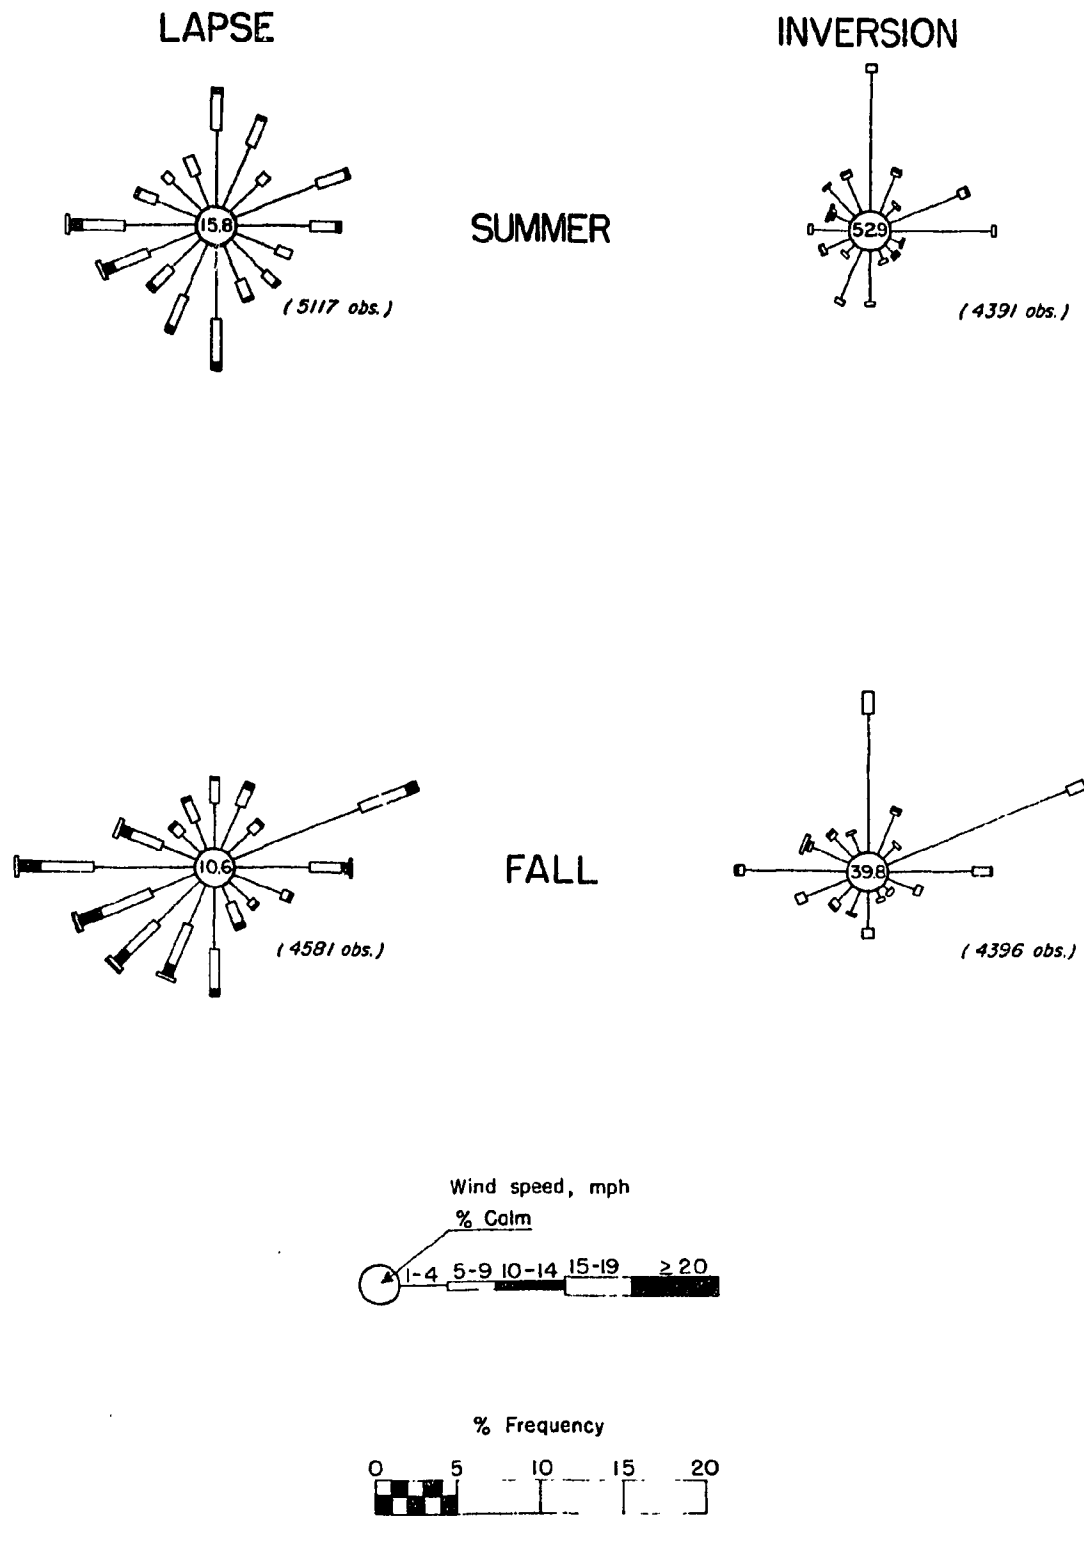 LAPSE
INVERSION
15.8
SUMMER
52.9
(5117 obs.)
(4391 obs.)
10.6
FALL
39.8
(4581 obs.)
(4396 obs.)
Wind speed, mph
% Calm
1-4 5-9 10-14 15-19 ≥20
% Frequency
0 5 10 15 20